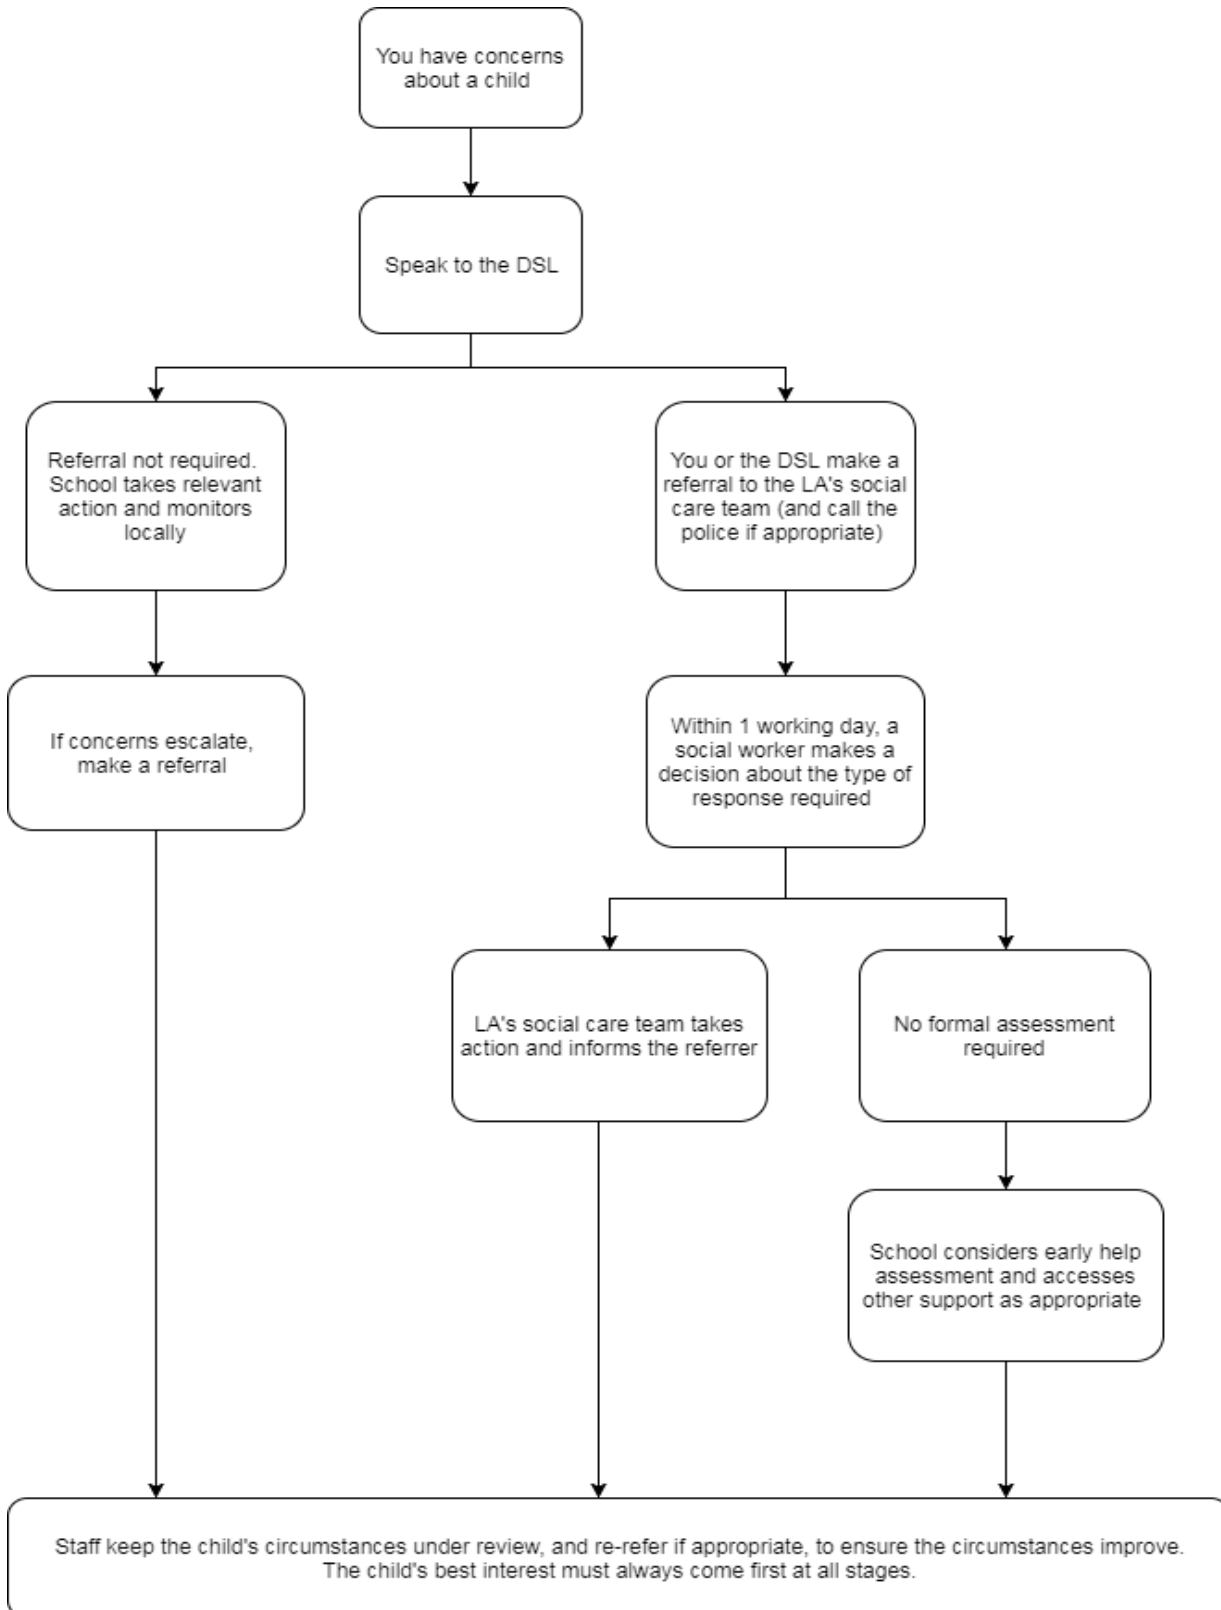 You have concerns
about a child
Speak to the DSL
Referral not required.
School takes relevant
action and monitors
locally
You or the DSL make a
referral to the LA's social
care team (and call the
police if appropriate)
If concerns escalate,
make a referral
Within 1 working day, a
social worker makes a
decision about the type of
response required
LA's social care team takes
action and informs the referrer
No formal assessment
required
School considers early help
assessment and accesses
other support as appropriate
Staff keep the child's circumstances under review, and re-refer if appropriate, to ensure the circumstances improve.
The child's best interest must always come first at all stages.